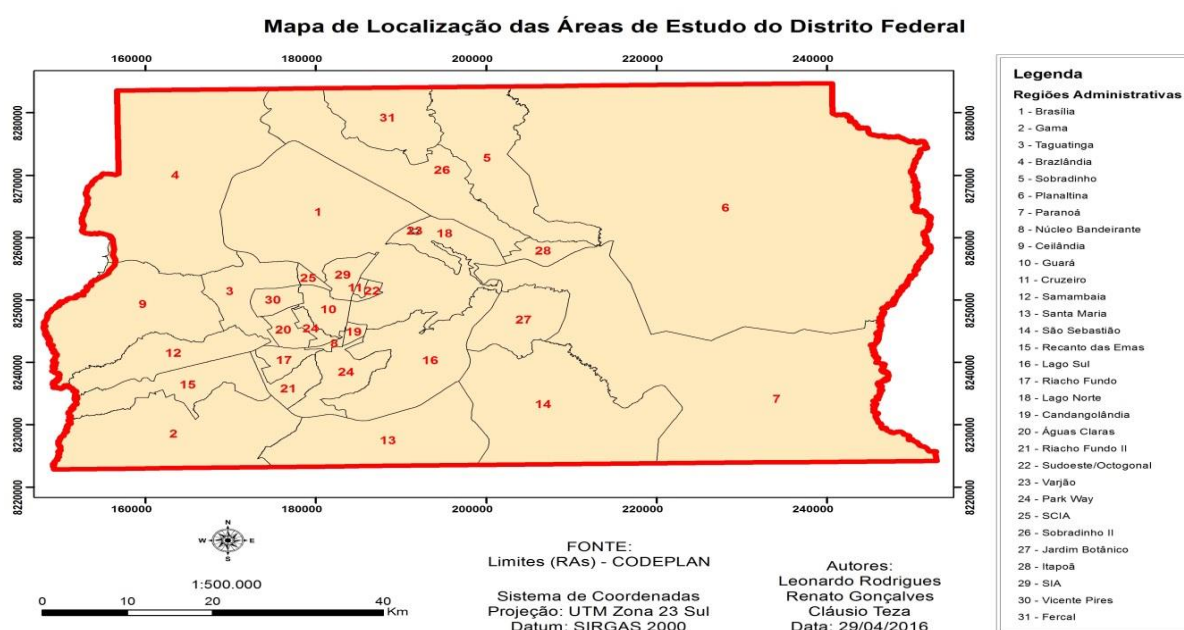 Mapa de Localização das Áreas de Estudo do Distrito Federal
160000 180000 200000 220000 240000
8280000 8280000
8270000 8270000
8260000 8260000
8250000 8250000
8240000 8240000
8230000 8230000
8220000 8220000
31
5
26
4
6
1
23 18
28
25 29
3 11 22
30
9 10
27
20 24 19
8
12 17 16
24
15 21
7
14
2 13
160000 180000 200000 220000 240000
N
W E
S
1:500.000
0 10 20 40
Km
FONTE:
Limites (RAs) - CODEPLAN
Sistema de Coordenadas
Projeção: UTM Zona 23 Sul
Datum: SIRGAS 2000
Autores:
Leonardo Rodrigues
Renato Gonçalves
Cláusio Teza
Data: 29/04/2016
Legenda
Regiões Administrativas
1 - Brasília
2 - Gama
3 - Taguatinga
4 - Brazlândia
5 - Sobradinho
6 - Planaltina
7 - Paranoá
8 - Núcleo Bandeirante
9 - Ceilândia
10 - Guará
11 - Cruzeiro
12 - Samambaia
13 - Santa Maria
14 - São Sebastião
15 - Recanto das Emas
16 - Lago Sul
17 - Riacho Fundo
18 - Lago Norte
19 - Candangolândia
20 - Águas Claras
21 - Riacho Fundo II
22 - Sudoeste/Octogonal
23 - Varjão
24 - Park Way
25 - SCIA
26 - Sobradinho II
27 - Jardim Botânico
28 - Itapoã
29 - SIA
30 - Vicente Pires
31 - Fercal